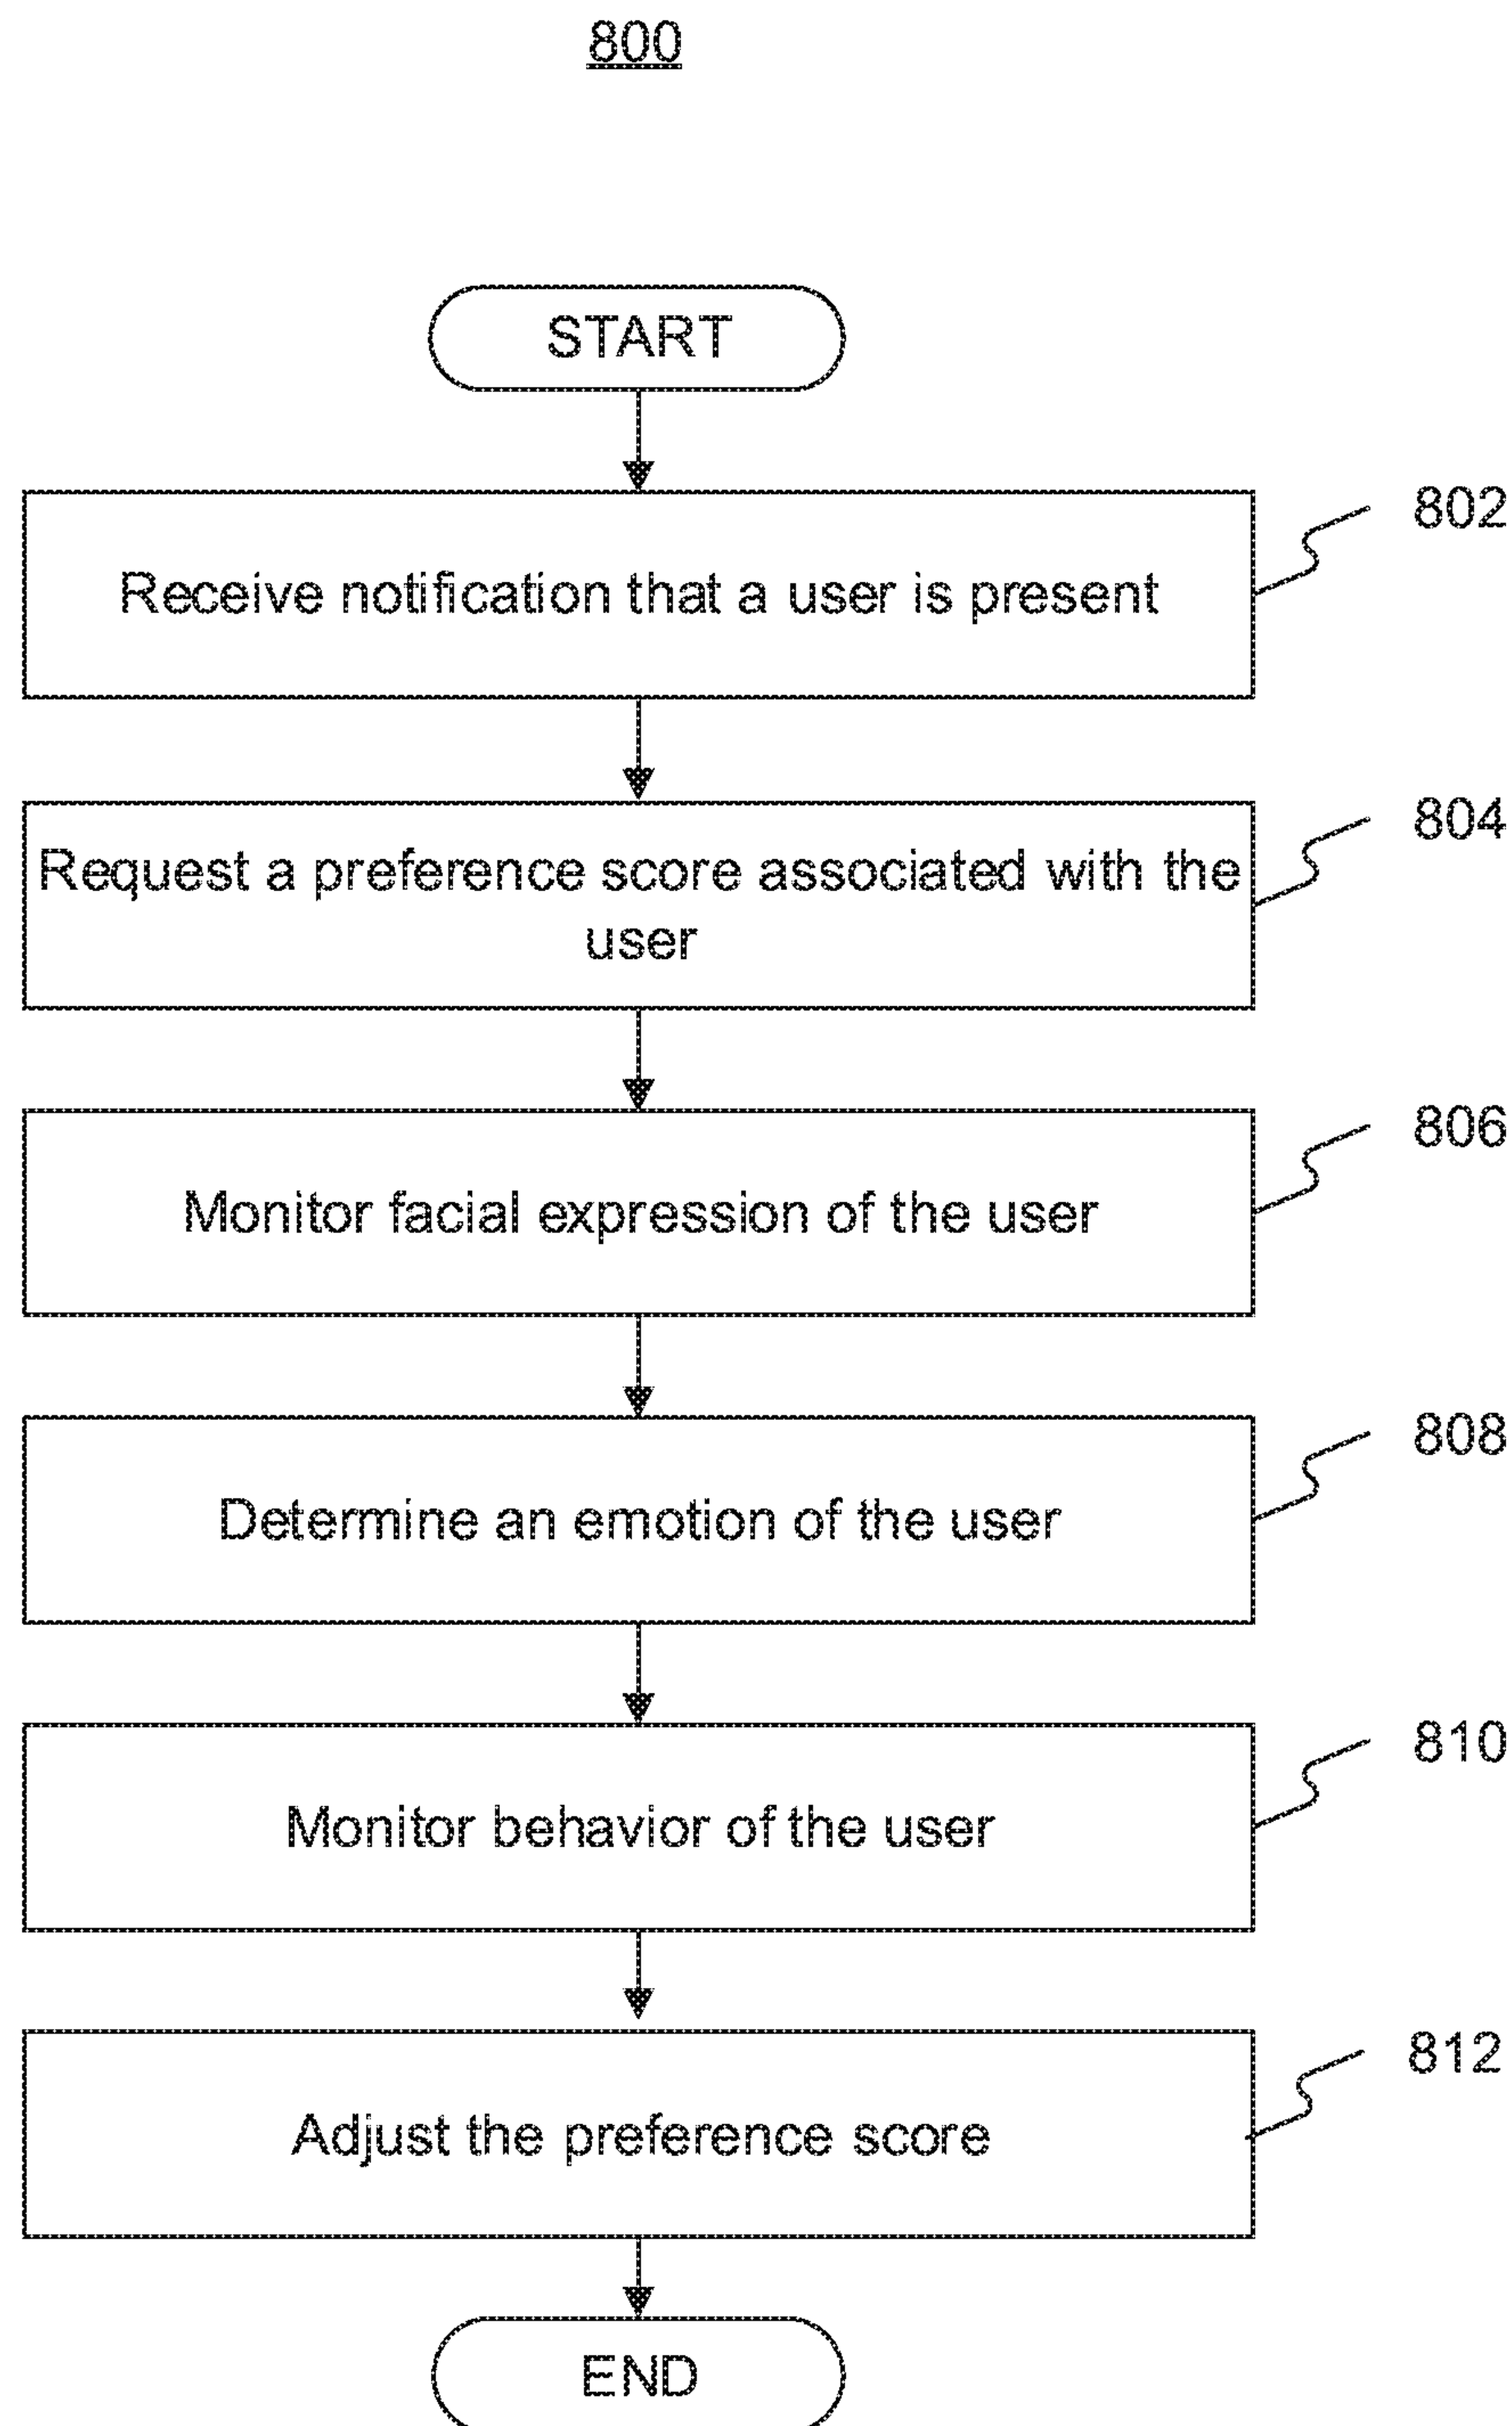 800
START
802
Receive notification that a user is present
804
Request a preference score associated with the
user
806
Monitor facial expression of the user
808
Determine an emotion of the user
810
Monitor behavior of the user
812
Adjust the preference score
END